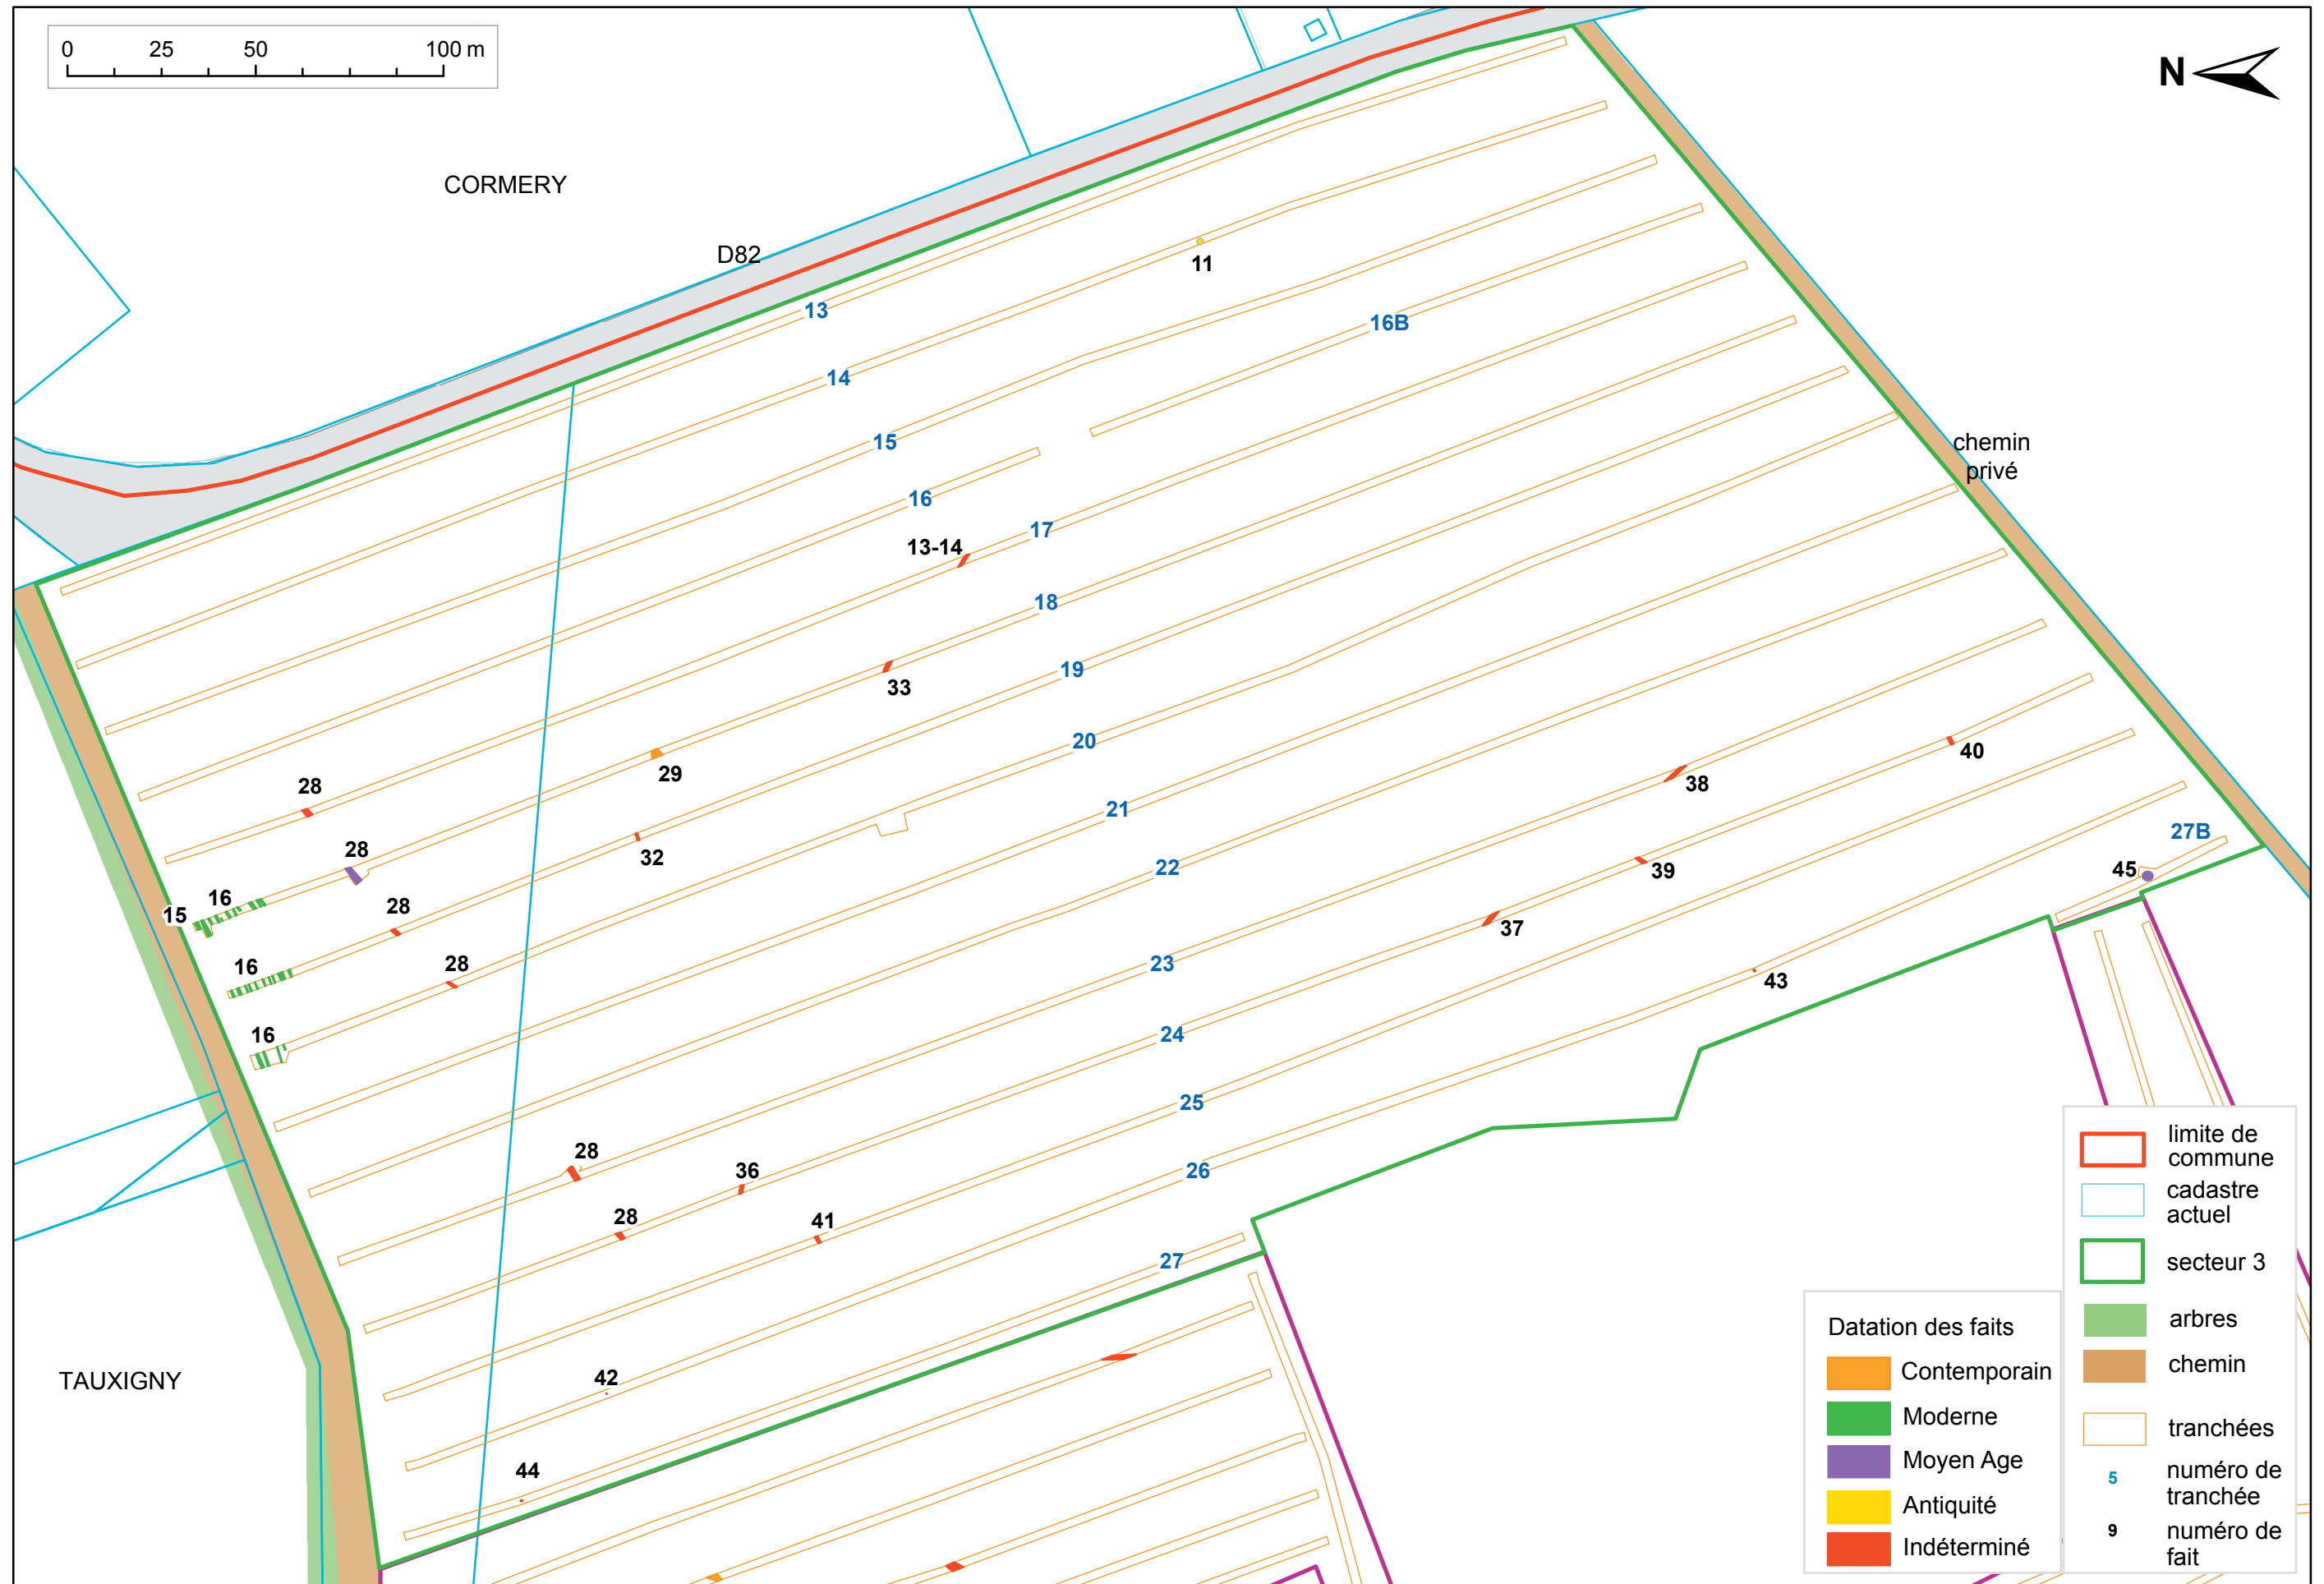 0 25 50 100 m
N
CORMERY
D82
11
13
16B
14
15
chemin
privé
16
17
13-14
18
33
19
20
29
28
38
40
21
27B
32
28
22
39
45
16
15
28
37
23
16
28
43
24
16
25
28
36
26
28
41
27
TAUXIGNY
42
44
limite de
commune
cadastre
actuel
secteur 3
arbres
chemin
tranchées
5 numéro de
tranchée
9 numéro de
fait
Datation des faits
Contemporain
Moderne
Moyen Age
Antiquité
Indéterminé